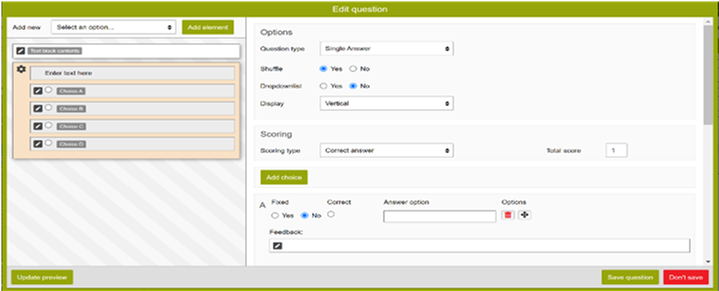 Edit question
Add new Select an option... Add element
Text block contents
Enter text here
Choice A
Choice B
Choice C
Choice D
Options
Question type Single Answer
Shuffle Yes No
Dropdownlist Yes No
Display Vertical
Scoring
Scoring type Correct answer Total score 1
Add choice
A Fixed Correct Answer option Options
Yes No
Feedback:
Update preview Save question Don't save